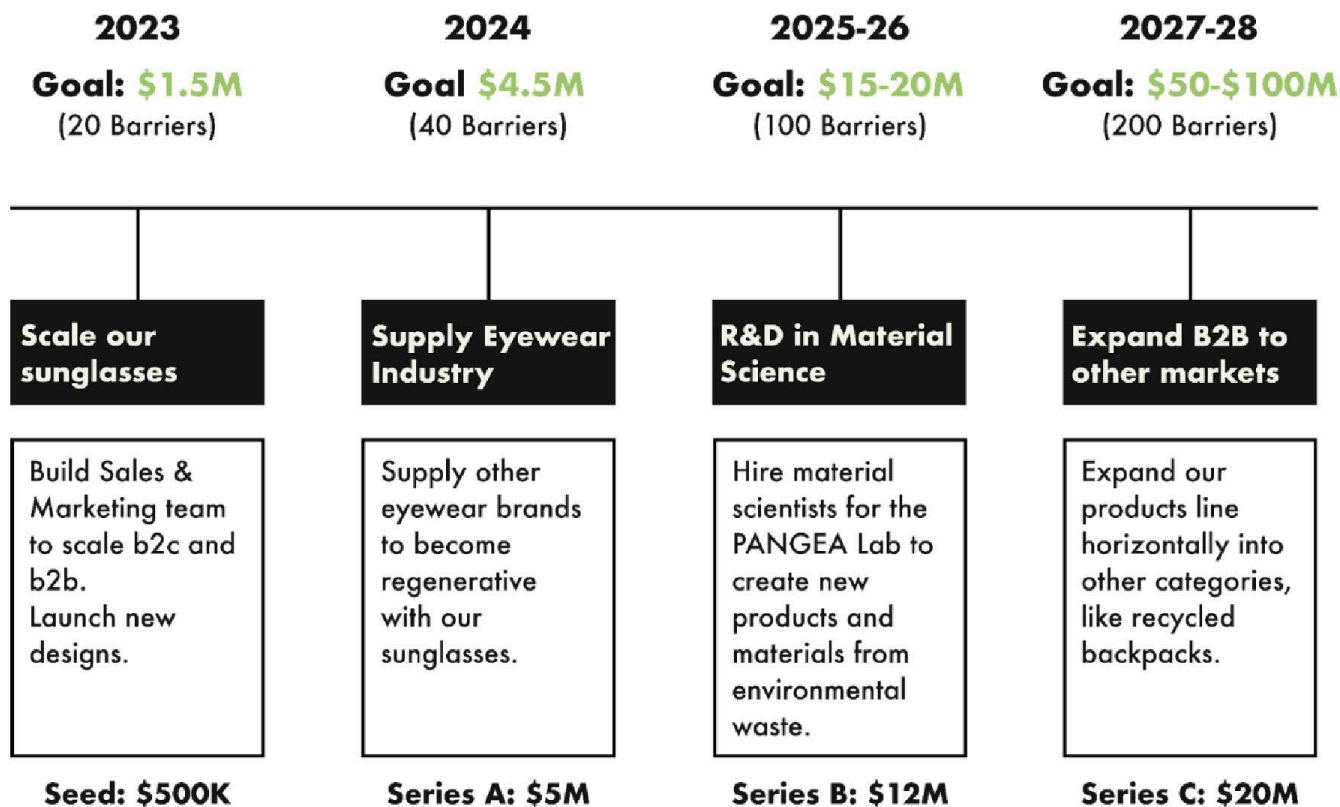 2023
Goal: $1.5M
(20 Barriers)
2024
Goal $4.5M
(40 Barriers)
2025-26
Goal: $15-20M
(100 Barriers)
2027-28
Goal: $50-$100M
(200 Barriers)
Scale our
sunglasses
Supply Eyewear
Industry
R&D in Material
Science
Expand B2B to
other markets
Build Sales &
Marketing team
to scale b2c and
b2b.
Launch new
designs.
Supply other
eyewear brands
to become
regenerative
with our
sunglasses.
Hire material
scientists for the
PANGEA Lab to
create new
products and
materials from
environmental
waste.
Expand our
products line
horizontally into
other categories,
like recycled
backpacks.
Seed: $500K
Series A: $5M
Series B: $12M
Series C: $20M